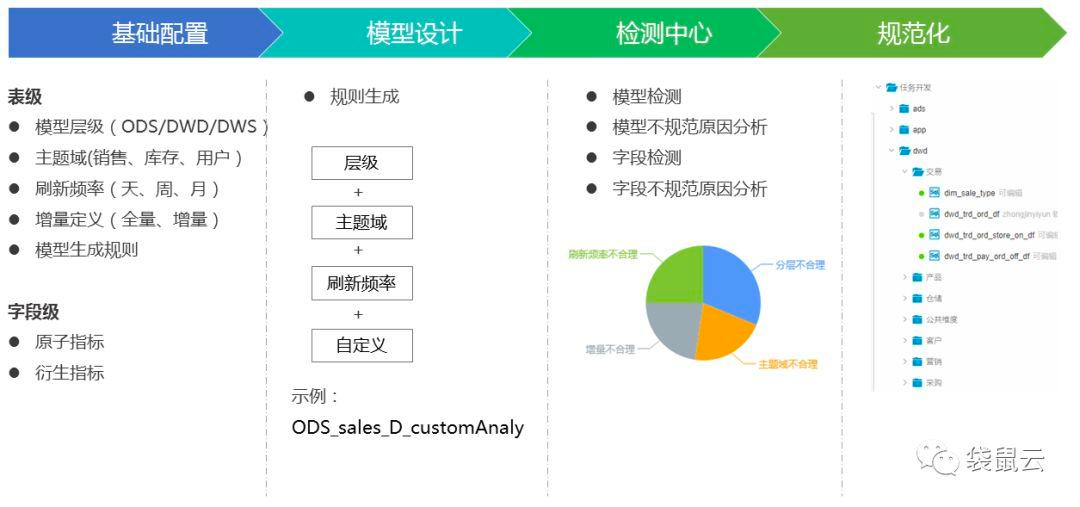 基础配置
模型设计
检测中心
规范化
表级
模型层级（ODS/DWD/DWS）
主题域(销售、库存、用户）
刷新频率（天、周、月）
增量定义（全量、增量）
模型生成规则
字段级
原子指标
衍生指标
规则生成
层级
+
主题域
+
刷新频率
+
自定义
示例：
ODS_sales_D_customAnaly
模型检测
模型不规范原因分析
字段检测
字段不规范原因分析
刷新频率不合理
分层不合理
增量不合理
主题域不合理
任务开发
ads
app
dwd
交易
dim_sale_type 可编辑
dwd_trd_ord_df zhongjinyiyun
dwd_trd_ord_store_on_df 可编辑
dwd_trd_pay_ord_off_df 可编辑
产品
仓储
公共维度
客户
营销
采购
袋鼠云